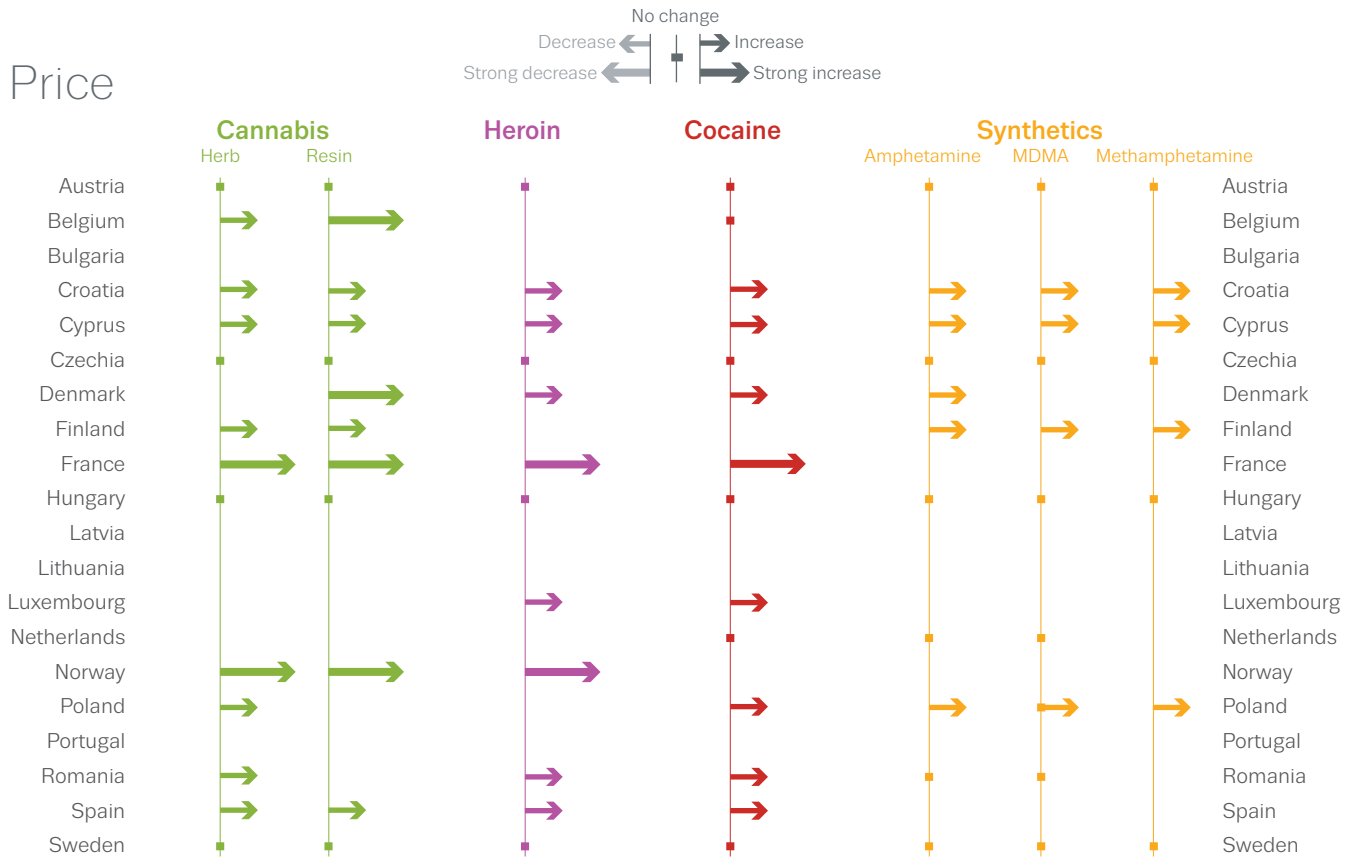 No change
Decrease Increase
Strong decrease Strong increase
Price
Cannabis Heroin Cocaine Synthetics
Herb Resin Amphetamine MDMA Methamphetamine
Austria Austria
Belgium Belgium
Bulgaria Bulgaria
Croatia Croatia
Cyprus Cyprus
Czechia Czechia
Denmark Denmark
Finland Finland
France France
Hungary Hungary
Latvia Latvia
Lithuania Lithuania
Luxembourg Luxembourg
Netherlands Netherlands
Norway Norway
Poland Poland
Portugal Portugal
Romania Romania
Spain Spain
Sweden Sweden